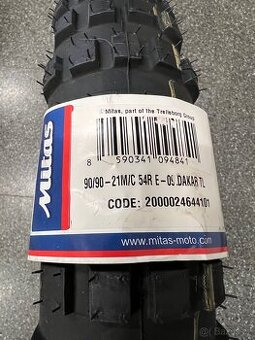 Mitas, part of the Trelleborg Group
8 590341 094841
90/90-21M/C 54R E-09 DAKAR TL
CODE: 2000024644101
MITAS
www.mitas-moto.com